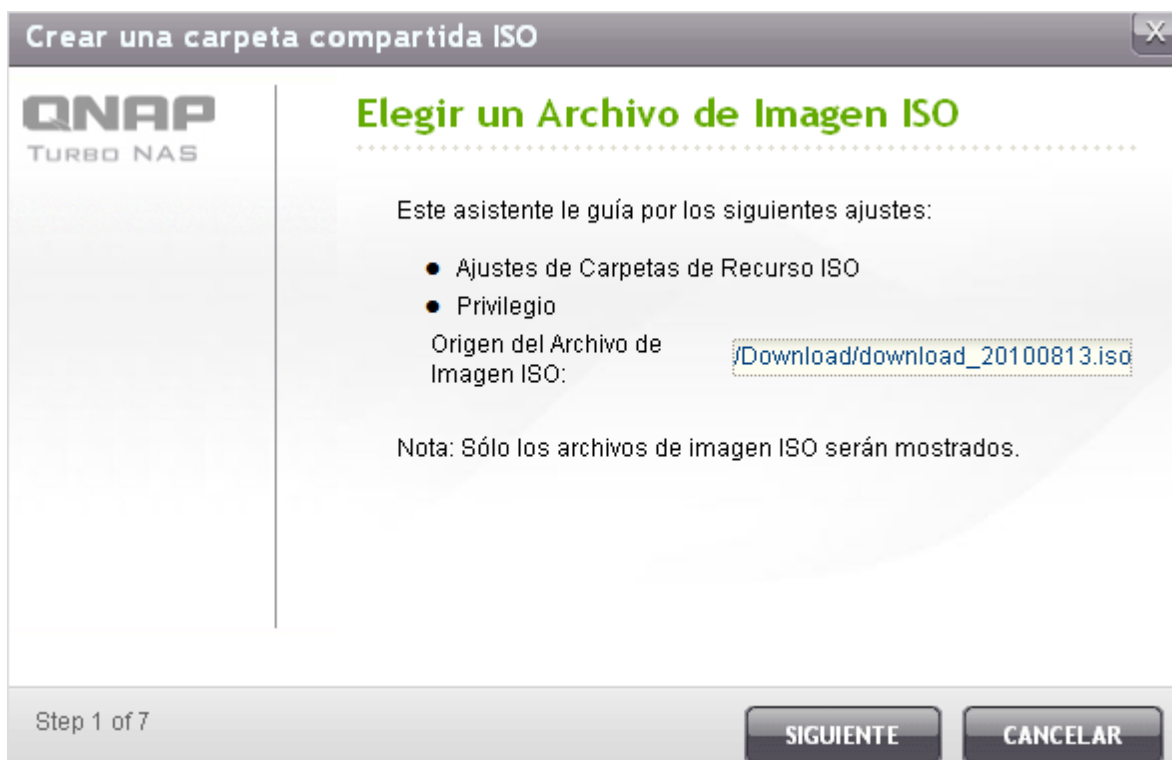 Crear una carpeta compartida ISO
X
QNAP
TURBO NAS
Elegir un Archivo de Imagen ISO
Este asistente le guía por los siguientes ajustes:
● Ajustes de Carpetas de Recurso ISO
● Privilegio
Origen del Archivo de
Imagen ISO:
/Download/download_20100813.iso
Nota: Sólo los archivos de imagen ISO serán mostrados.
Step 1 of 7
SIGUIENTE
CANCELAR